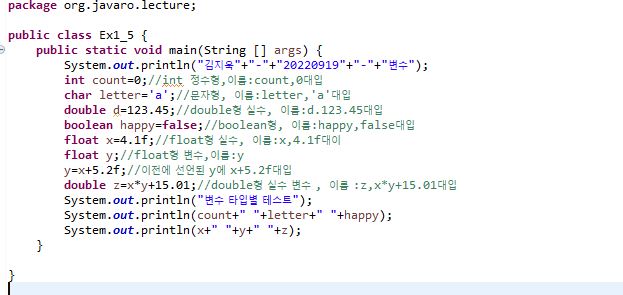 package org.javaro.lecture;
public class Ex1_5 {
public static void main(String [] args) {
System.out.println("김지욱"+"-"+"20220919"+"-"+"변수");
int count=0;//int 정수형,이름:count,0대입
char letter='a';//문자형, 이름:letter,'a'대입
double d=123.45;//double형 실수, 이름:d.123.45대입
boolean happy=false;//boolean형, 이름:happy,false대입
float x=4.1f;//float형 실수, 이름:x,4.1f대이
float y;//float형 변수,이름:y
y=x+5.2f;//이전에 선언된 y에 x+5.2f대입
double z=x*y+15.01;//double형 실수 변수 , 이름 :z,x*y+15.01대입
System.out.println("변수 타입별 테스트");
System.out.println(count+" "+letter+" "+happy);
System.out.println(x+" "+y+" "+z);
}
}